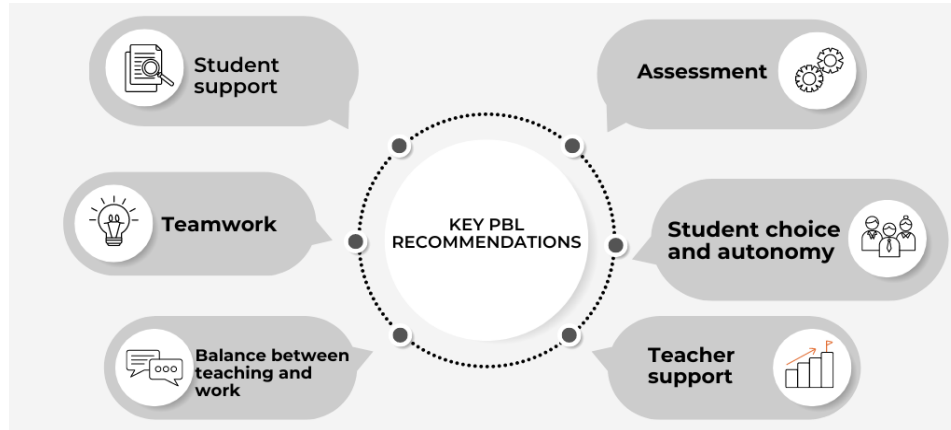 Student
support
Assessment
Teamwork
KEY PBL
RECOMMENDATIONS
Student choice
and autonomy
Balance between
teaching and
work
Teacher
support